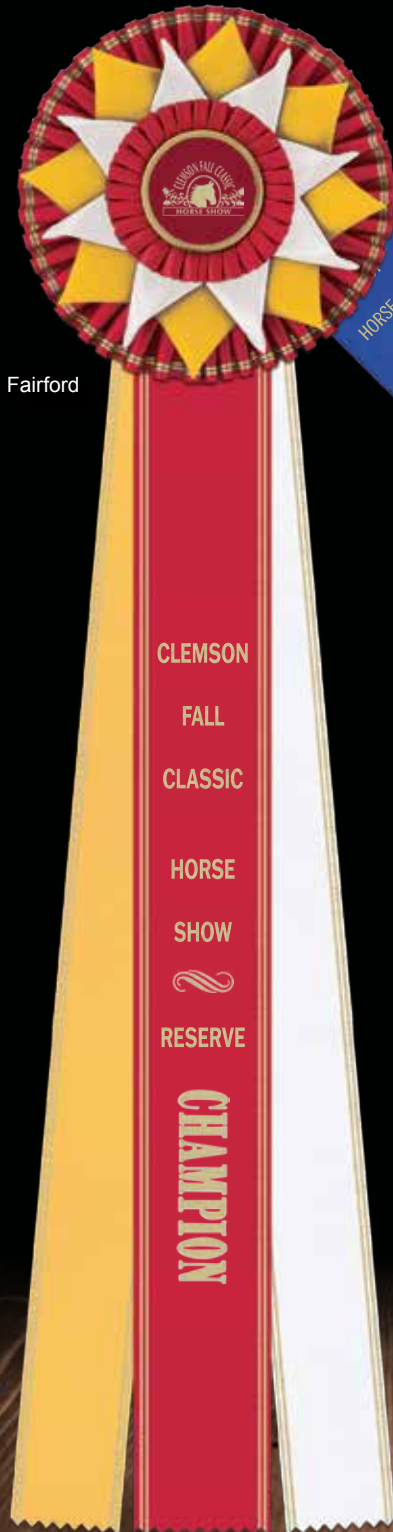 CLEMSON FALL CLASSIC
HORSE SHOW
HORSE
Fairford
CLEMSON
FALL
CLASSIC
HORSE
SHOW
RESERVE
CHAMPION